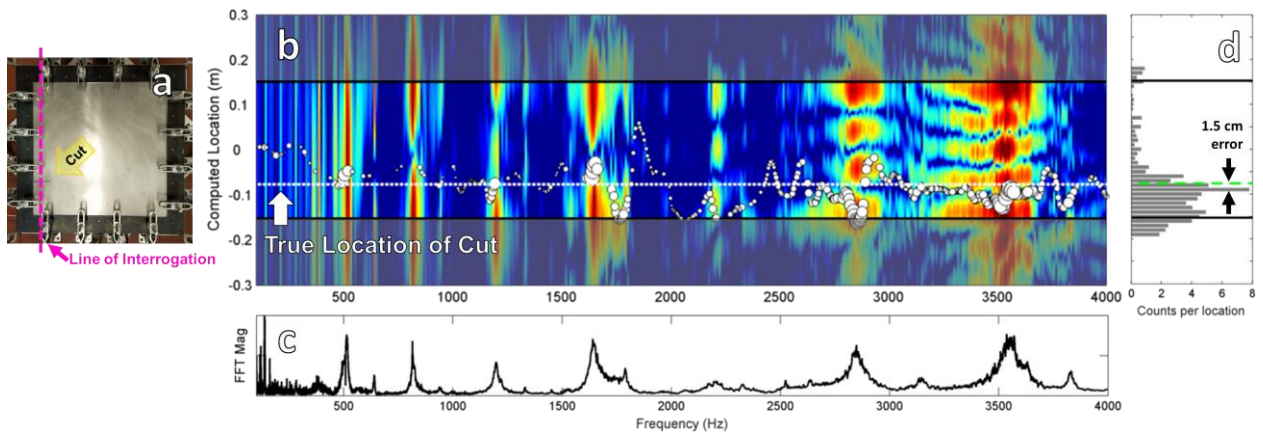 a
Cut
Line of Interrogation
b
Computed Location (m)
0.3
0.2
0.1
0
-0.1
-0.2
-0.3
True Location of Cut
500
1000
1500
2000
2500
3000
3500
4000
c
FFT Mag
500
1000
1500
2000
2500
3000
3500
4000
Frequency (Hz)
d
1.5 cm
error
0
2
4
6
8
Counts per location